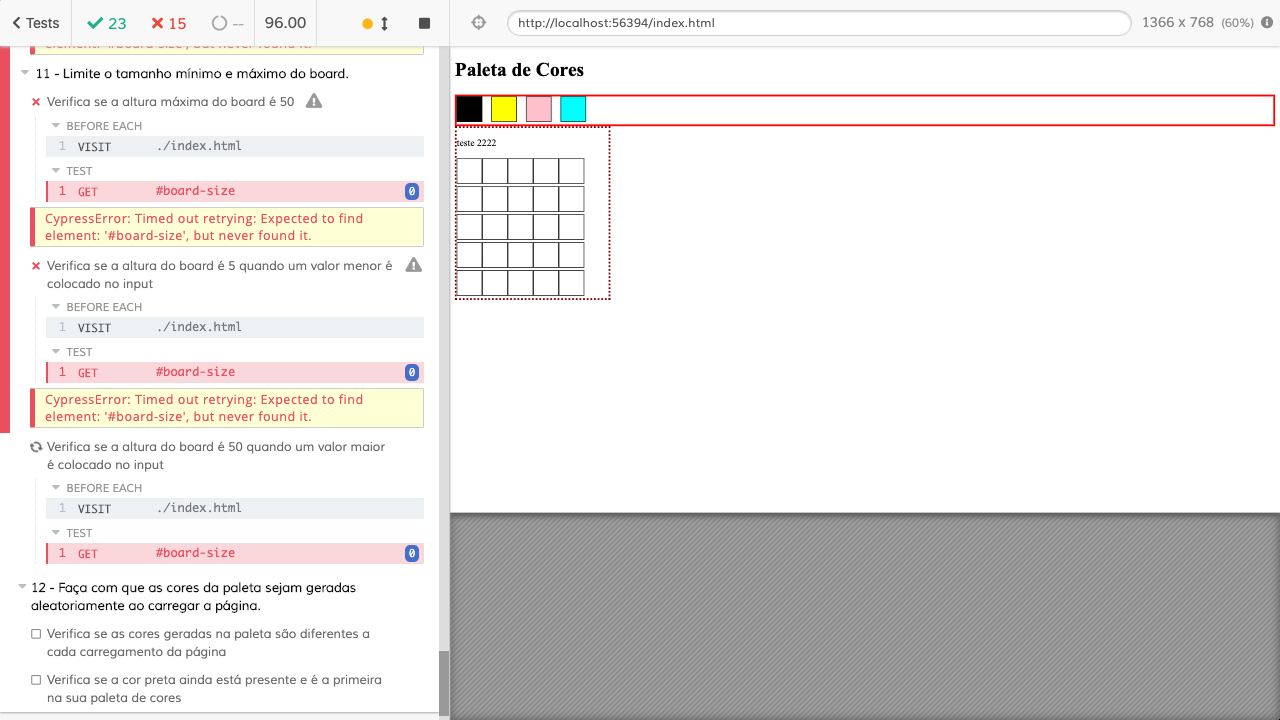 Tests 23 15 -- 96.00
http://localhost:56394/index.html 1366 x 768 (60%)
element: '#board-size', but never found it.
11 - Limite o tamanho mínimo e máximo do board.
Verifica se a altura máxima do board é 50
BEFORE EACH
1 VISIT ./index.html
TEST
1 GET #board-size 0
CypressError: Timed out retrying: Expected to find
element: '#board-size', but never found it.
Verifica se a altura do board é 5 quando um valor menor é
colocado no input
BEFORE EACH
1 VISIT ./index.html
TEST
1 GET #board-size 0
CypressError: Timed out retrying: Expected to find
element: '#board-size', but never found it.
Verifica se a altura do board é 50 quando um valor maior
é colocado no input
BEFORE EACH
1 VISIT ./index.html
TEST
1 GET #board-size 0
12 - Faça com que as cores da paleta sejam geradas
aleatoriamente ao carregar a página.
Verifica se as cores geradas na paleta são diferentes a
cada carregamento da página
Verifica se a cor preta ainda está presente e é a primeira
na sua paleta de cores
Paleta de Cores
teste 2222